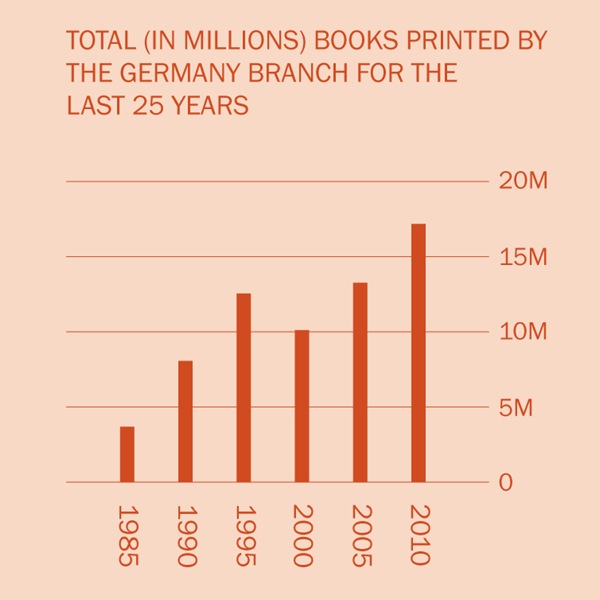 TOTAL (IN MILLIONS) BOOKS PRINTED BY
THE GERMANY BRANCH FOR THE
LAST 25 YEARS
20M
15M
10M
5M
0
1985
1990
1995
2000
2005
2010